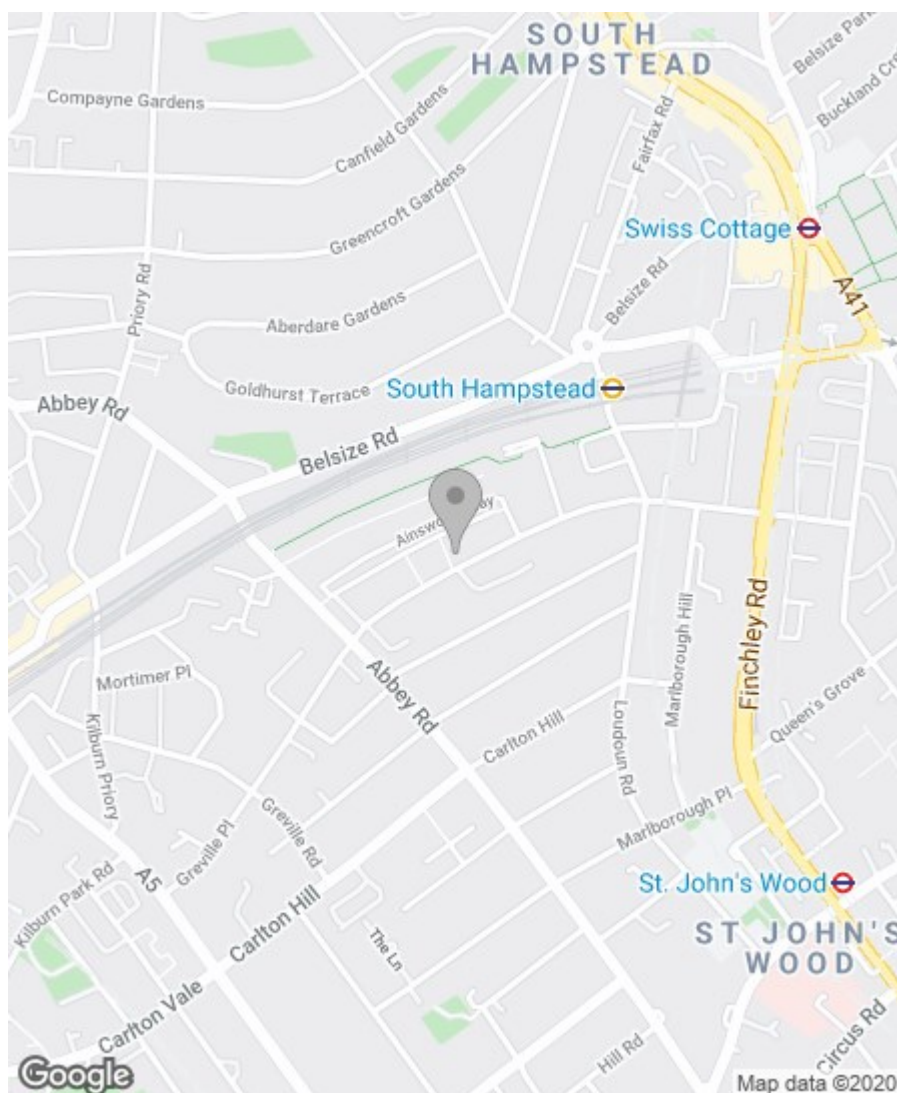 SOUTH
HAMPSTEAD
Belsize Park
Buckland Cre
Compayne Gardens
Canfield Gardens
Fairfax Rd
Greencroft Gardens
Swiss Cottage
Belsize Rd
A41
Priory Rd
Aberdare Gardens
Goldhurst Terrace
South Hampstead
Abbey Rd
Belsize Rd
Ainswo
ay
Finchley Rd
Marlborough Hill
Mortimer Pl
Abbey Rd
Kilburn Priory
Carlton Hill
Loudoun Rd
Queen's Grove
Greville Pl
Greville Rd
Marlborough Pl
A5
Kilburn Park Rd
St. John's Wood
Carlton Hill
The Ln
ST JOHN'S
WOOD
Carlton Vale
Hill Rd
Circus Rd
Google
Map data ©2020